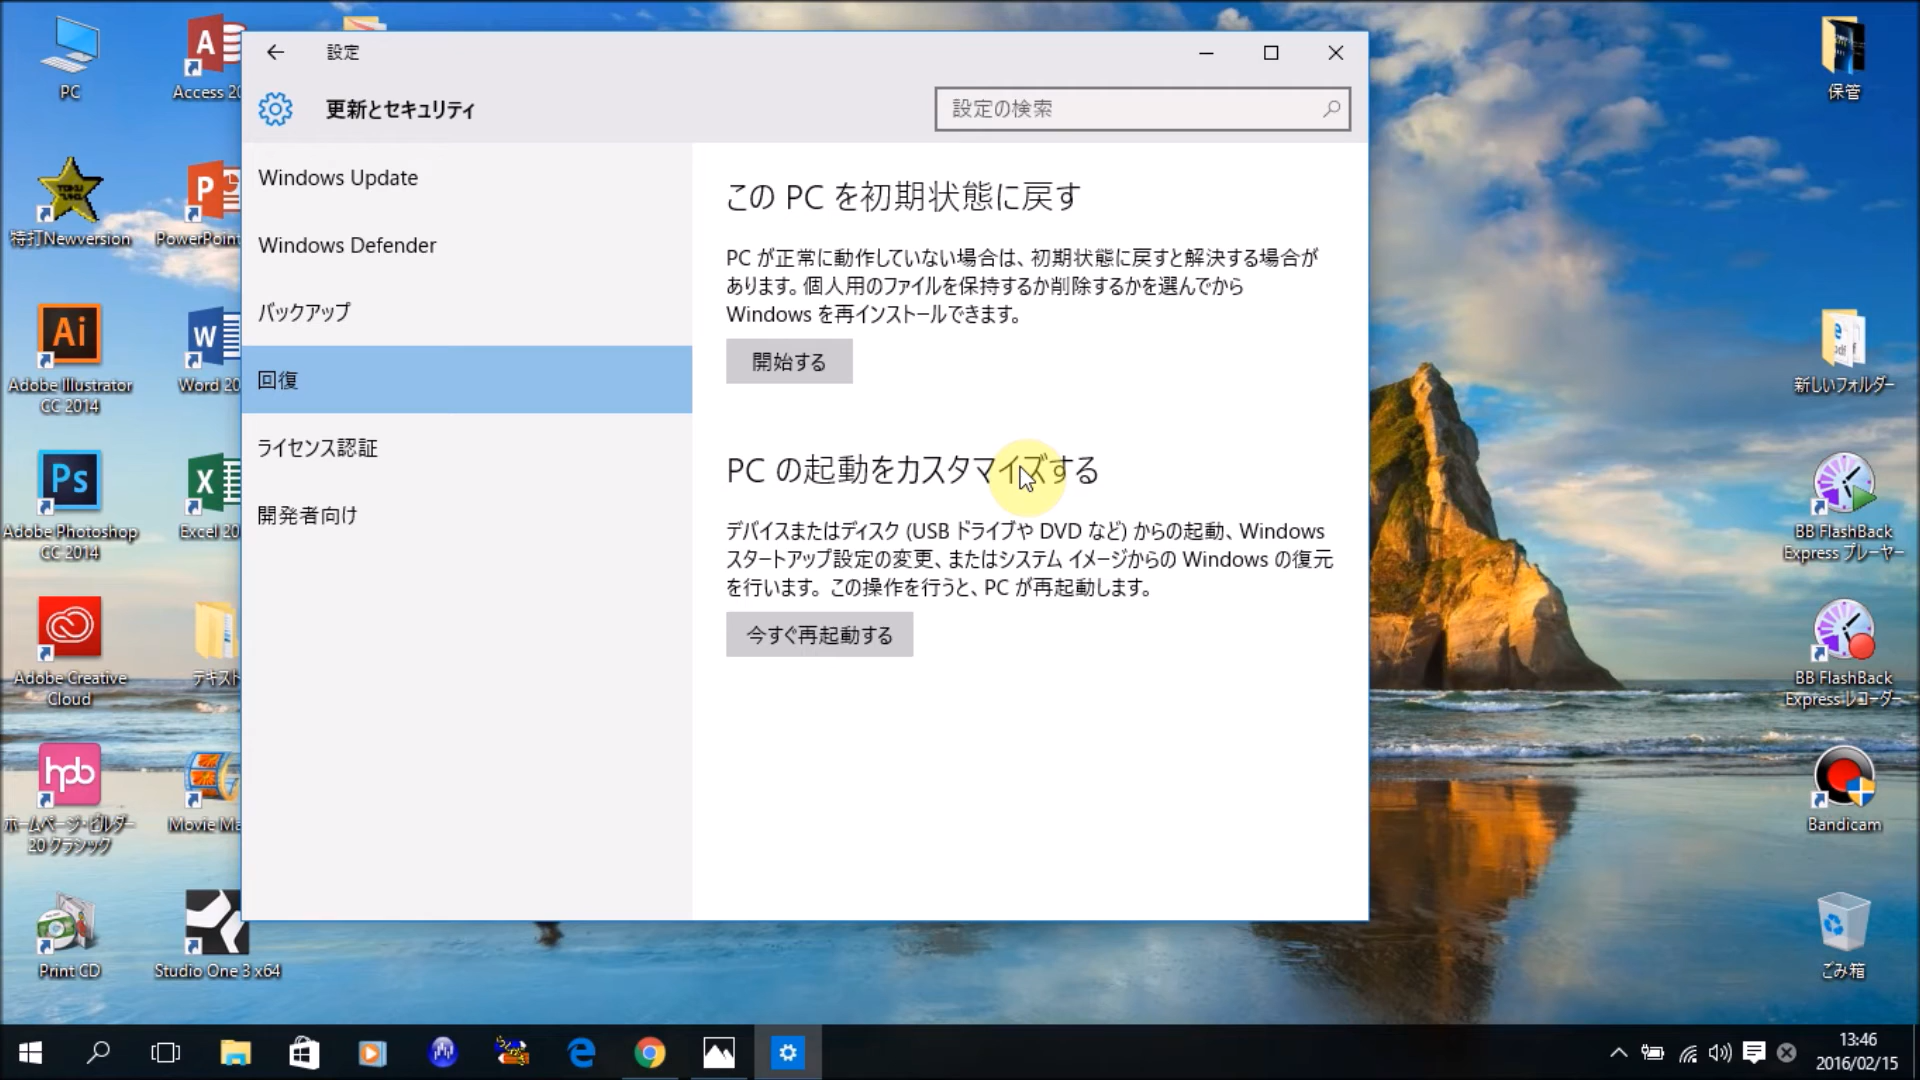 設定
更新とセキュリティ
設定の検索
Windows Update
Windows Defender
バックアップ
回復
ライセンス認証
開発者向け
この PC を初期状態に戻す
PC が正常に動作していない場合は、初期状態に戻すと解決する場合が
あります。個人用のファイルを保持するか削除するかを選んでから
Windows を再インストールできます。
開始する
PC の起動をカスタマイズする
デバイスまたはディスク (USB ドライブや DVD など) からの起動、Windows
スタートアップ設定の変更、またはシステム イメージからの Windows の復元
を行います。この操作を行うと、PC が再起動します。
今すぐ再起動する
PC
Access 20
特打Newversion
PowerPoint
Ai
Adobe Illustrator
CC 2014
Word 20
Ps
Adobe Photoshop
CC 2014
Excel 20
Adobe Creative
Cloud
テキスト
hpb
ホームページ・ビルダー
20 クラシック
Movie Ma
Print CD
Studio One 3 x64
保管
新しいフォルダー
BB FlashBack
Express プレーヤー
BB FlashBack
Express レコーダー
Bandicam
ごみ箱
13:46
2016/02/15